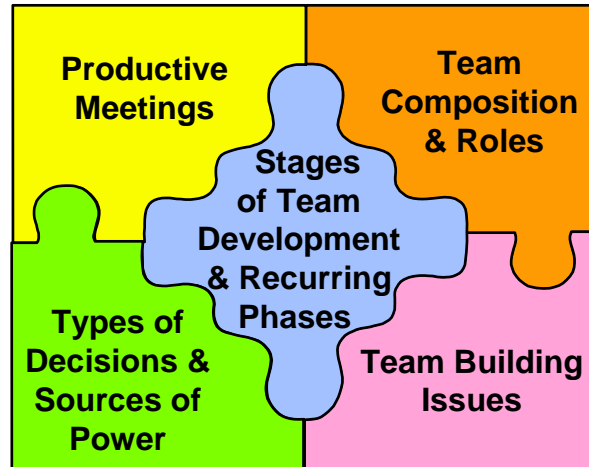 Productive
Meetings
Team
Composition
& Roles
Stages
of Team
Development
& Recurring
Phases
Types of
Decisions &
Sources of
Power
Team Building
Issues